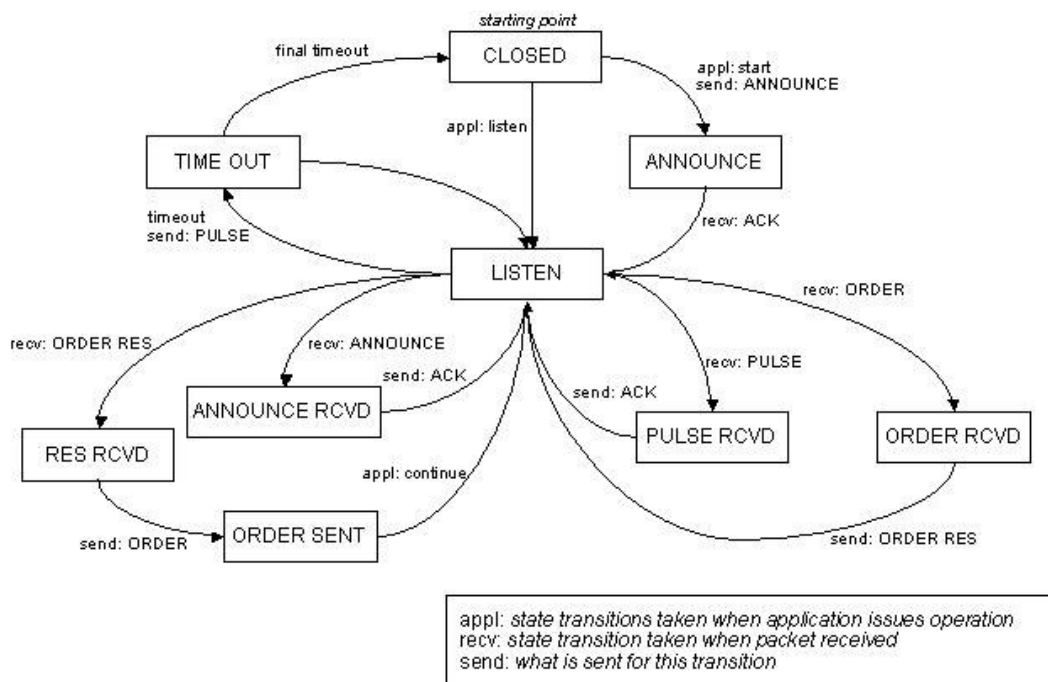 starting point
CLOSED
final timeout
appl: start
send: ANNOUNCE
appl: listen
TIME OUT
ANNOUNCE
timeout
send: PULSE
recv: ACK
LISTEN
recv: ORDER
recv: ORDER RES
recv: ANNOUNCE
recv: PULSE
send: ACK
send: ACK
ANNOUNCE RCVD
PULSE RCVD
ORDER RCVD
RES RCVD
appl: continue
ORDER SENT
send: ORDER
send: ORDER RES
appl: state transitions taken when application issues operation
recv: state transition taken when packet received
send: what is sent for this transition